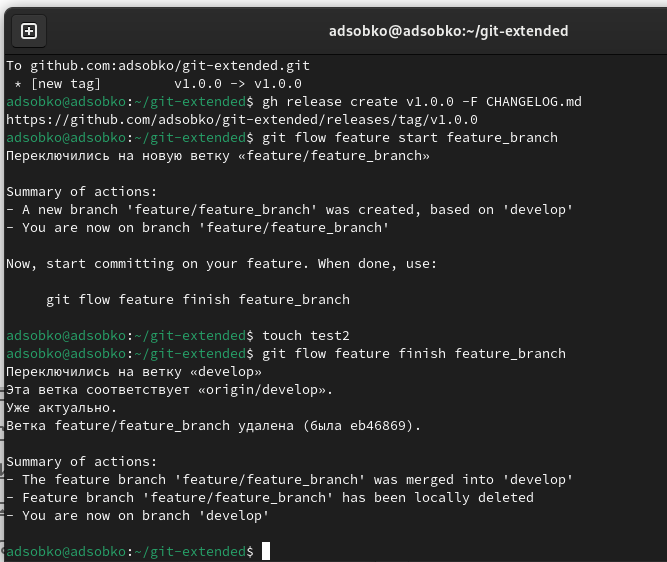 adsobko@adsobko:~/git-extended
To github.com:adsobko/git-extended.git
 * [new tag]         v1.0.0 -> v1.0.0
adsobko@adsobko:~/git-extended$ gh release create v1.0.0 -F CHANGELOG.md
https://github.com/adsobko/git-extended/releases/tag/v1.0.0
adsobko@adsobko:~/git-extended$ git flow feature start feature_branch
Переключились на новую ветку «feature/feature_branch»
Summary of actions:
- A new branch 'feature/feature_branch' was created, based on 'develop'
- You are now on branch 'feature/feature_branch'
Now, start committing on your feature. When done, use:
     git flow feature finish feature_branch
adsobko@adsobko:~/git-extended$ touch test2
adsobko@adsobko:~/git-extended$ git flow feature finish feature_branch
Переключились на ветку «develop»
Эта ветка соответствует «origin/develop».
Уже актуально.
Ветка feature/feature_branch удалена (была eb46869).
Summary of actions:
- The feature branch 'feature/feature_branch' was merged into 'develop'
- Feature branch 'feature/feature_branch' has been locally deleted
- You are now on branch 'develop'
adsobko@adsobko:~/git-extended$